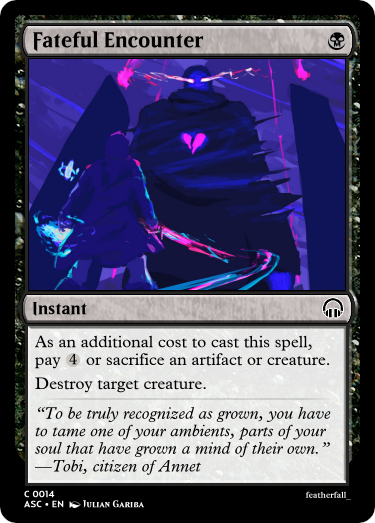 Fateful Encounter
Instant
As an additional cost to cast this spell,
pay 4 or sacrifice an artifact or creature.
Destroy target creature.
“To be truly recognized as grown, you have
to tame one of your ambients, parts of your
soul that have grown a mind of their own.”
—Tobi, citizen of Annet
C 0014
ASC • EN Julian Gariba
featherfall_